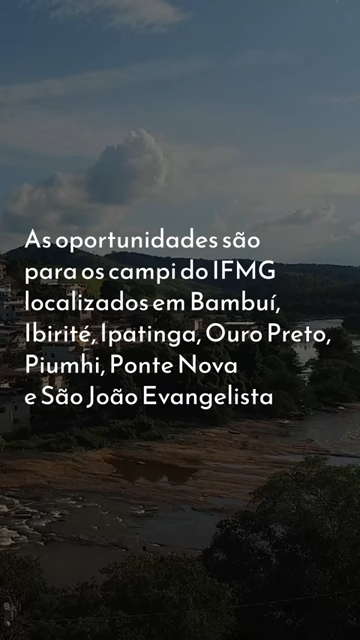 As oportunidades são
para os campi do IFMG
localizados em Bambuí,
Ibirité, Ipatinga, Ouro Preto,
Piumhi, Ponte Nova
e São João Evangelista